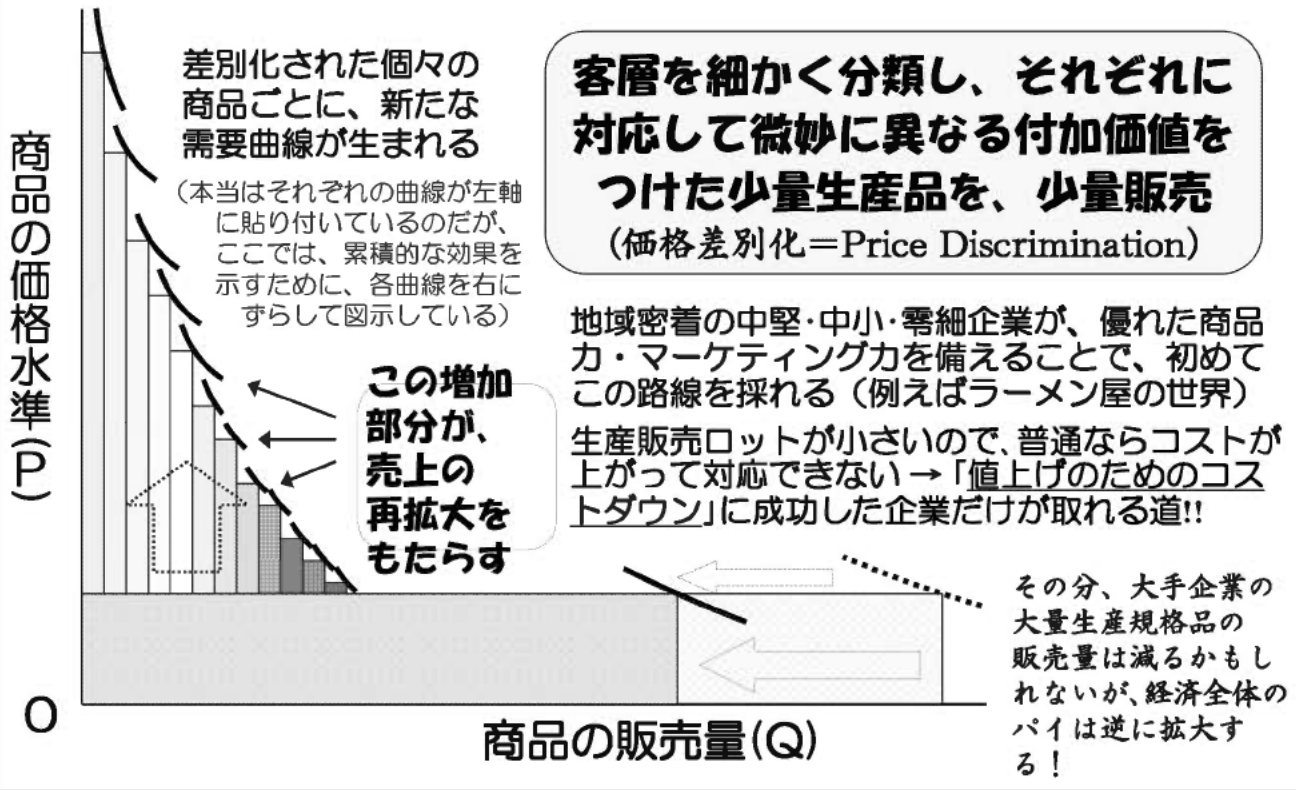 差別化された個々の
商品ごとに、新たな
需要曲線が生まれる
（本当はそれぞれの曲線が左軸
に貼り付いているのだが、
ここでは、累積的な効果を
示すために、各曲線を右に
ずらして図示している）
客層を細かく分類し、それぞれに
対応して微妙に異なる付加価値を
つけた少量生産品を、少量販売
（価格差別化＝Price Discrimination）
地域密着の中堅・中小・零細企業が、優れた商品
力・マーケティング力を備えることで、初めて
この路線を採れる（例えばラーメン屋の世界）
生産販売ロットが小さいので、普通ならコストが
上がって対応できない→「値上げのためのコス
トダウン」に成功した企業だけが取れる道!!
この増加
部分が、
売上の
再拡大を
もたらす
その分、大手企業の
大量生産規格品の
販売量は減るかもし
れないが、経済全体の
パイは逆に拡大す
る！
商品の価格水準(P)
O
商品の販売量(Q)